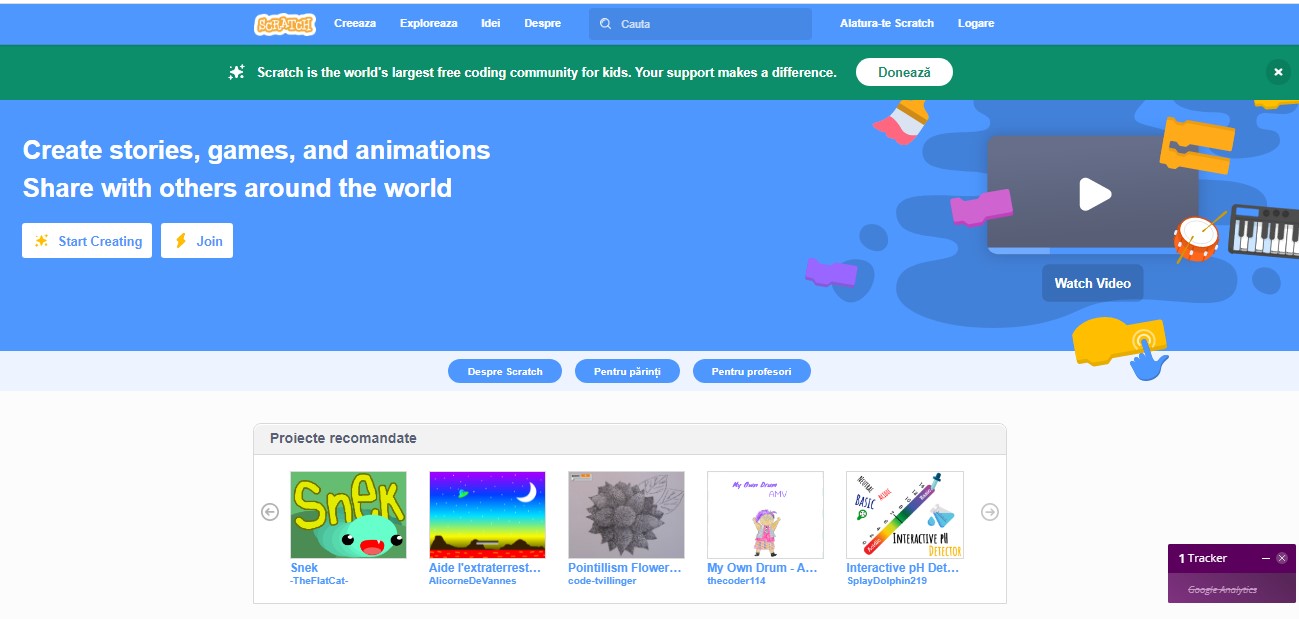 SCRATCH Creeaza Exploreaza Idei Despre Cauta Alatura-te Scratch Logare
Scratch is the world's largest free coding community for kids. Your support makes a difference. Donează
Create stories, games, and animations
Share with others around the world
Start Creating Join
Watch Video
Despre Scratch Pentru părinți Pentru profesori
Proiecte recomandate
Snek
My Own Drum
AMV
NEUTRAL
BASIC
ACIDIC
Basic
Acidic
INTERACTIVE pH
DETECTOR
Snek Aide l'extraterrest... Pointillism Flower... My Own Drum - A... Interactive pH Det...
-TheFlatCat- AlicorneDeVannes code-tvillinger thecoder114 SplayDolphin219
1 Tracker
Google Analytics